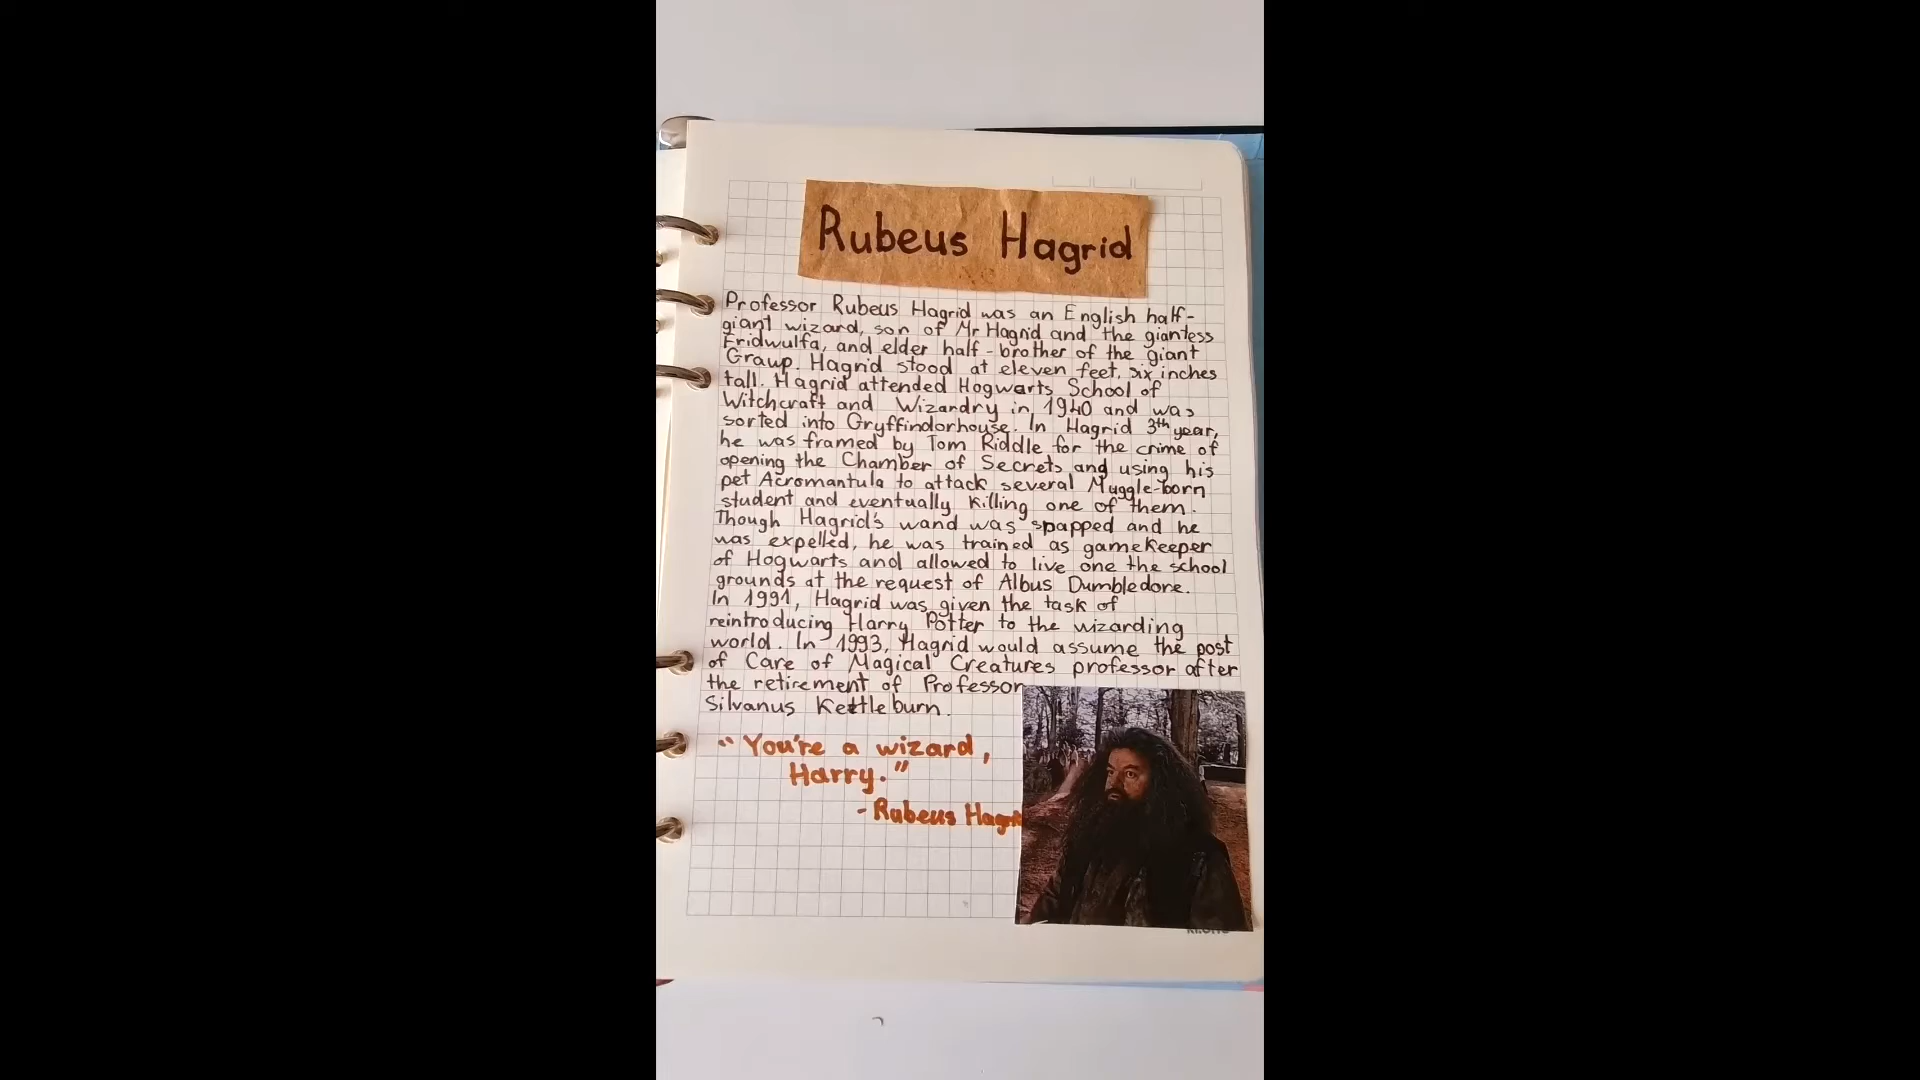 Rubeus Hagrid
Professor Rubeus Hagrid was an English half-
giant wizard, son of Mr Hagrid and the giantess
Fridwulfa, and elder half-brother of the giant
Grawp. Hagrid stood at eleven feet, six inches
tall. Hagrid attended Hogwarts School of
Witchcraft and Wizardry in 1940 and was
sorted into Gryffindorhouse. In Hagrid 3th year,
he was framed by Tom Riddle for the crime of
opening the Chamber of Secrets and using his
pet Acromantula to attack several Muggle-born
student and eventually killing one of them.
Though Hagrid's wand was snapped and he
was expelled, he was trained as gamekeeper
of Hogwarts and allowed to live one the school
grounds at the request of Albus Dumbledore.
In 1991, Hagrid was given the task of
reintroducing Harry Potter to the wizarding
world. In 1993, Hagrid would assume the post
of Care of Magical Creatures professor after
the retirement of Professor
Silvanus Kettleburn.
"You're a wizard,
Harry."
- Rubeus Hagri